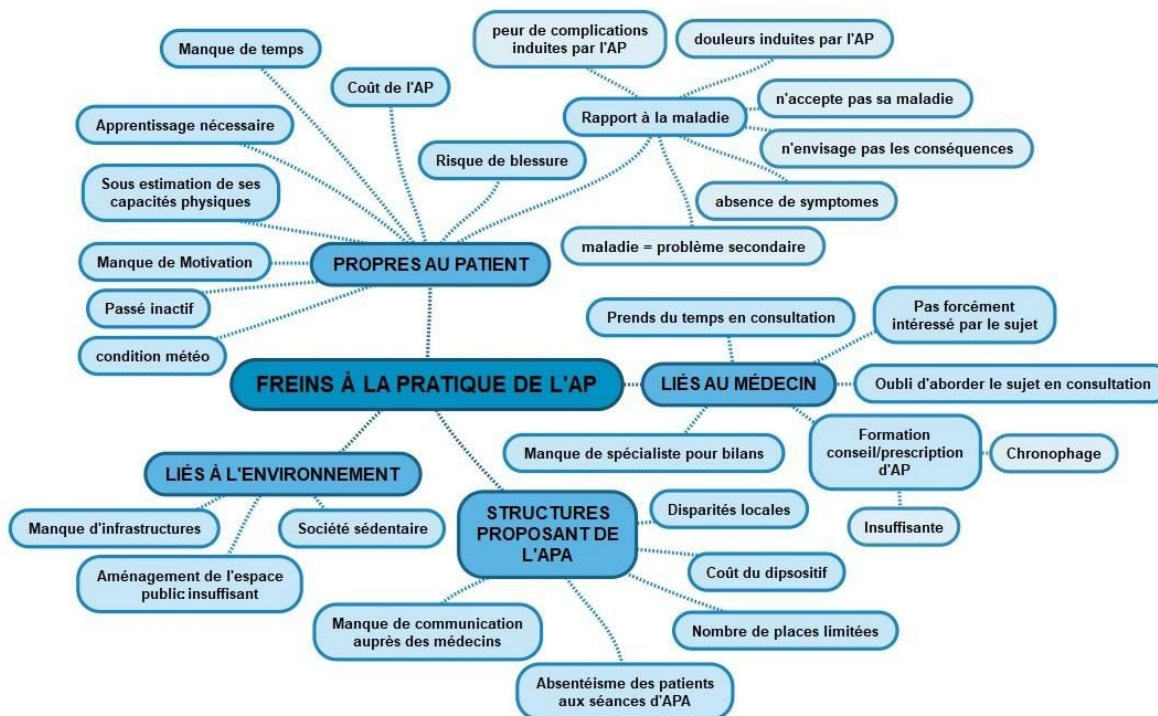 peur de complications
induites par l'AP
douleurs induites par l'AP
Manque de temps
Coût de l'AP
n'accepte pas sa maladie
Rapport à la maladie
Apprentissage nécessaire
n'envisage pas les conséquences
Risque de blessure
Sous estimation de ses
capacités physiques
absence de symptomes
maladie = problème secondaire
PROPRES AU PATIENT
Manque de Motivation
Passé inactif
condition météo
Prends du temps en consultation
Pas forcément
intéressé par le sujet
FREINS À LA PRATIQUE DE L'AP
LIÉS AU MÉDECIN
Oubli d'aborder le sujet en consultation
Manque de spécialiste pour bilans
Formation
conseil/prescription
d'AP
Chronophage
Insuffisante
LIÉS À L'ENVIRONNEMENT
Manque d'infrastructures
Société sédentaire
Aménagement de l'espace
public insuffisant
STRUCTURES
PROPOSANT DE
L'APA
Disparités locales
Coût du dipsositif
Nombre de places limitées
Manque de communication
auprès des médecins
Absentéisme des patients
aux séances d'APA